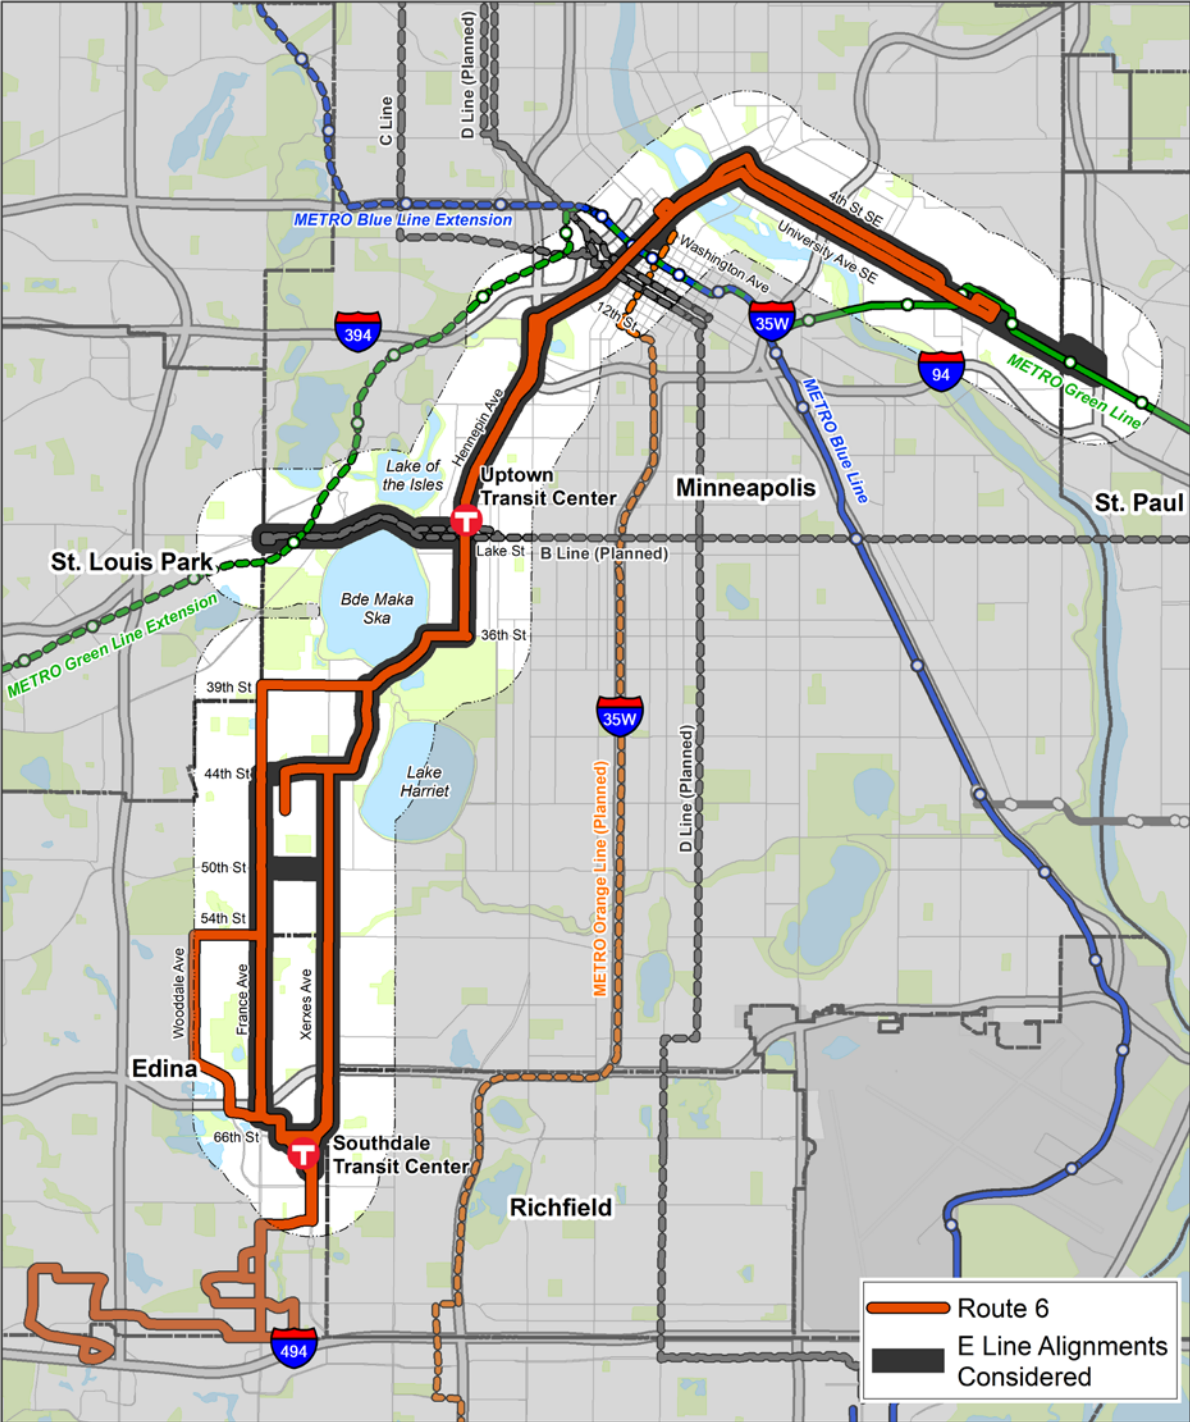 C Line
D Line (Planned)
METRO Blue Line Extension
4th St SE
University Ave SE
Washington Ave
12th St
394
35W
94
METRO Green Line
METRO Blue Line
Hennepin Ave
Lake of
the Isles
Uptown
Transit Center
T
Minneapolis
St. Paul
St. Louis Park
Lake St
B Line (Planned)
Bde Maka
Ska
METRO Green Line Extension
36th St
39th St
35W
44th St
Lake
Harriet
METRO Orange Line (Planned)
D Line (Planned)
50th St
54th St
Wooddale Ave
France Ave
Xerxes Ave
Edina
66th St
T
Southdale
Transit Center
Richfield
494
Route 6
E Line Alignments
Considered